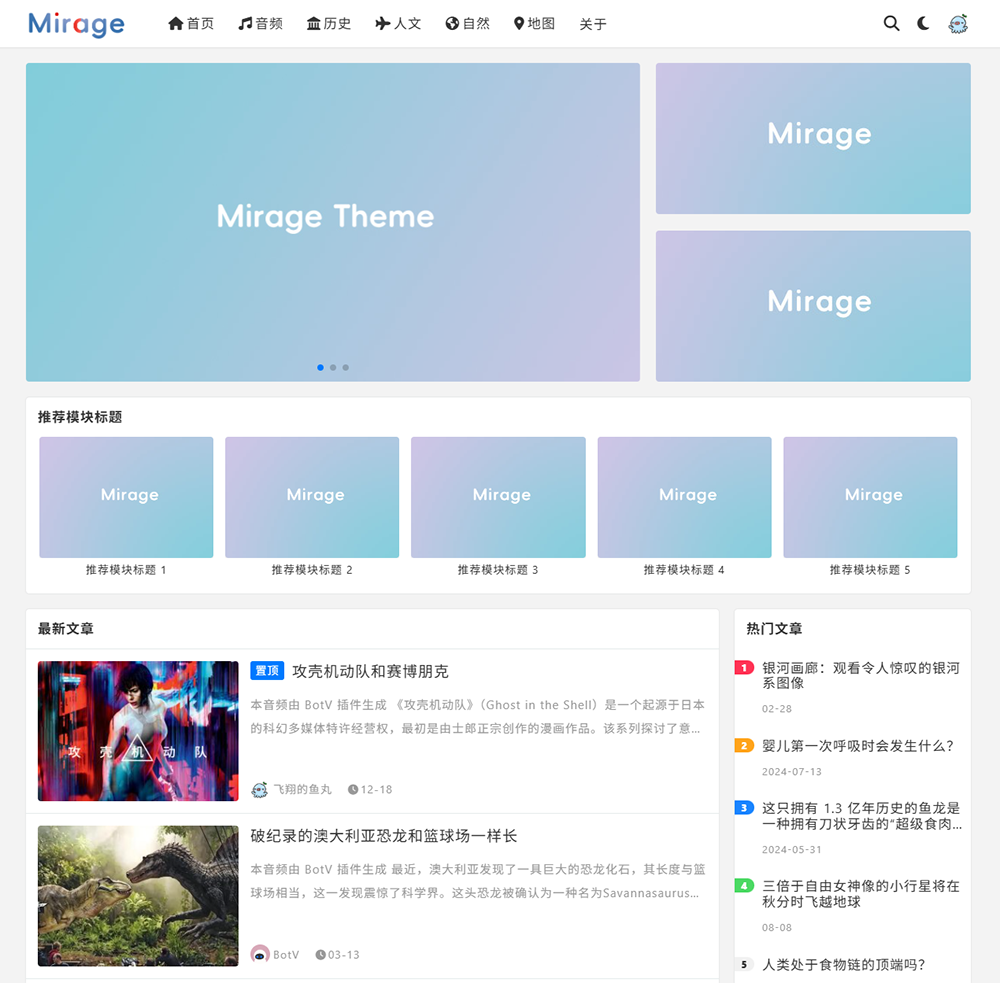 Mirage
首页 音频 历史 人文 自然 地图 关于
Mirage Theme
Mirage
Mirage
推荐模块标题
Mirage Mirage Mirage Mirage Mirage
推荐模块标题 1 推荐模块标题 2 推荐模块标题 3 推荐模块标题 4 推荐模块标题 5
最新文章
攻 壳 机 动 队
置顶 攻壳机动队和赛博朋克
本音频由 BotV 插件生成 《攻壳机动队》（Ghost in the Shell）是一个起源于日本
的科幻多媒体特许经营权，最初是由士郎正宗创作的漫画作品。该系列探讨了意...
飞翔的鱼丸 12-18
破纪录的澳大利亚恐龙和篮球场一样长
本音频由 BotV 插件生成 最近，澳大利亚发现了一具巨大的恐龙化石，其长度与篮
球场相当，这一发现震惊了科学界。这头恐龙被确认为一种名为Savannasaurus...
BotV 03-13
热门文章
1 银河画廊：观看令人惊叹的银河
系图像
02-28
2 婴儿第一次呼吸时会发生什么？
2024-07-13
3 这只拥有 1.3 亿年历史的鱼龙是
一种拥有刀状牙齿的“超级食肉...
2024-05-31
4 三倍于自由女神像的小行星将在
秋分时飞越地球
08-08
5 人类处于食物链的顶端吗？